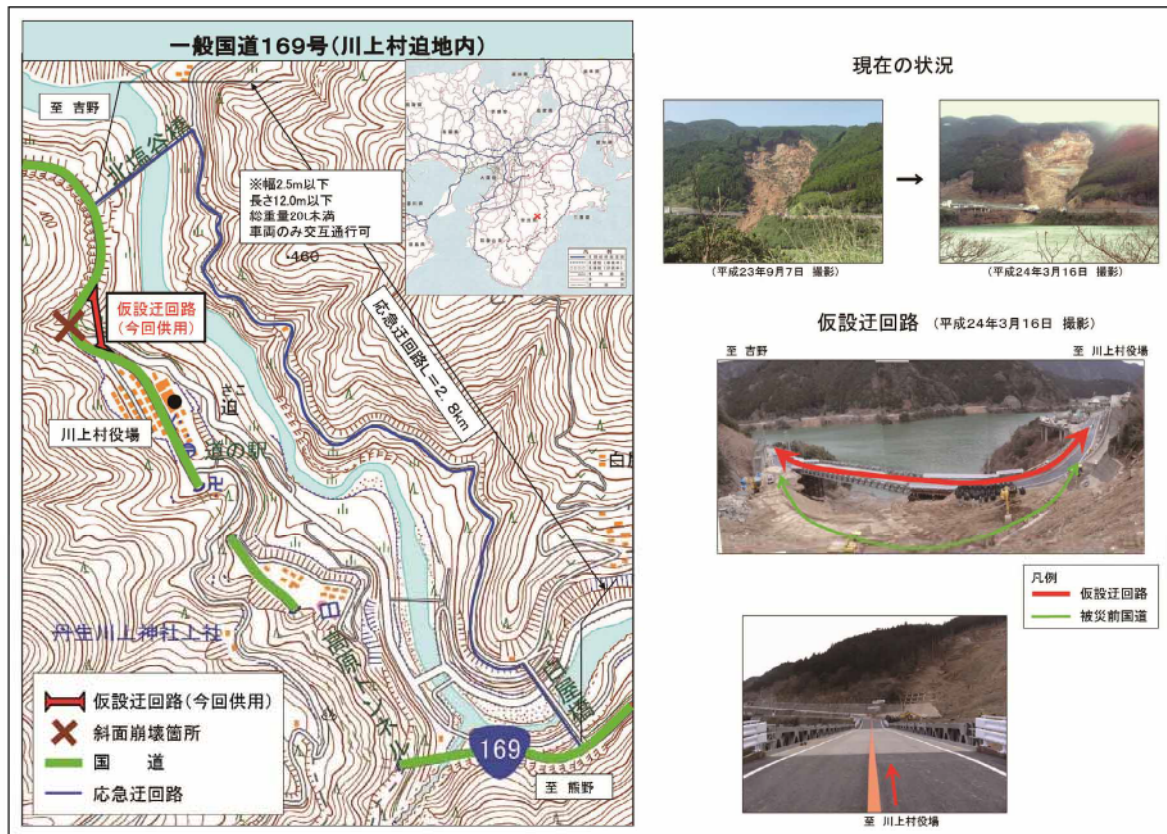 一般国道169号(川上村迫地内)
至 吉野
北塩谷橋
※幅2.5m以下
長さ12.0m以下
総重量20t未満
車両のみ交互通行可
460
仮設迂回路
(今回供用)
応急迂回路L=2.8km
迫
川上村役場
道の駅
白屋
丹生川上神社上社
169
至 熊野
仮設迂回路(今回供用)
斜面崩壊箇所
国 道
応急迂回路
現在の状況
(平成23年9月7日 撮影)
(平成24年3月16日 撮影)
仮設迂回路 (平成24年3月16日 撮影)
至 吉野
至 川上村役場
凡例
仮設迂回路
被災前国道
至 川上村役場